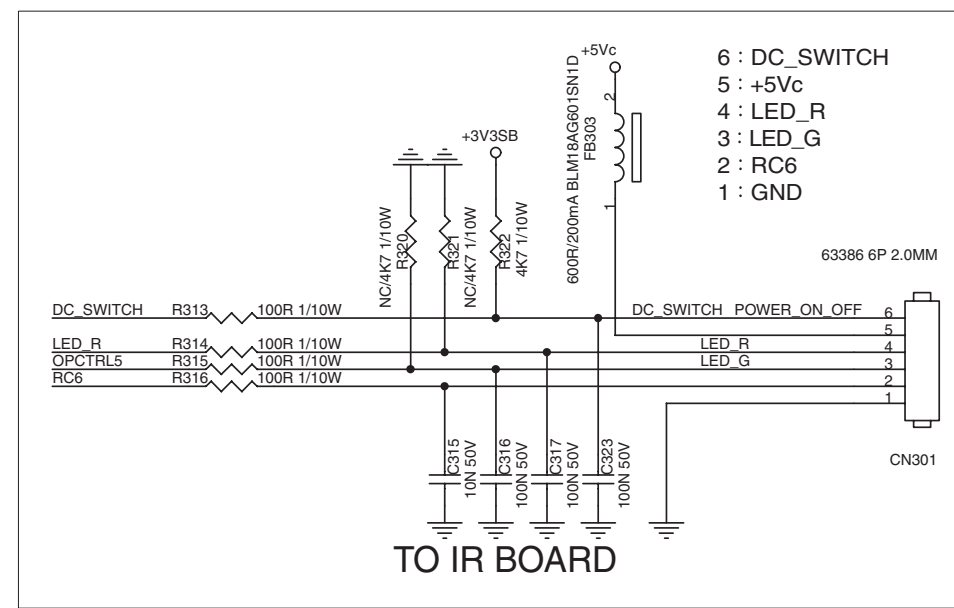 +5Vc
2
600R/200mA BLM18AG601SN1D
FB303
1
6 : DC_SWITCH
5 : +5Vc
4 : LED_R
3 : LED_G
2 : RC6
1 : GND
+3V3SB
NC/4K7 1/10W
R320
NC/4K7 1/10W
R321
R322
4K7 1/10W
63386 6P 2.0MM
DC_SWITCH R313 100R 1/10W DC_SWITCH POWER_ON_OFF 6
5
LED_R R314 100R 1/10W LED_R 4
OPCTRL5 R315 100R 1/10W LED_G 3
RC6 R316 100R 1/10W 2
1
CN301
C315
10N 50V
C316
100N 50V
C317
100N 50V
C323
100N 50V
TO IR BOARD